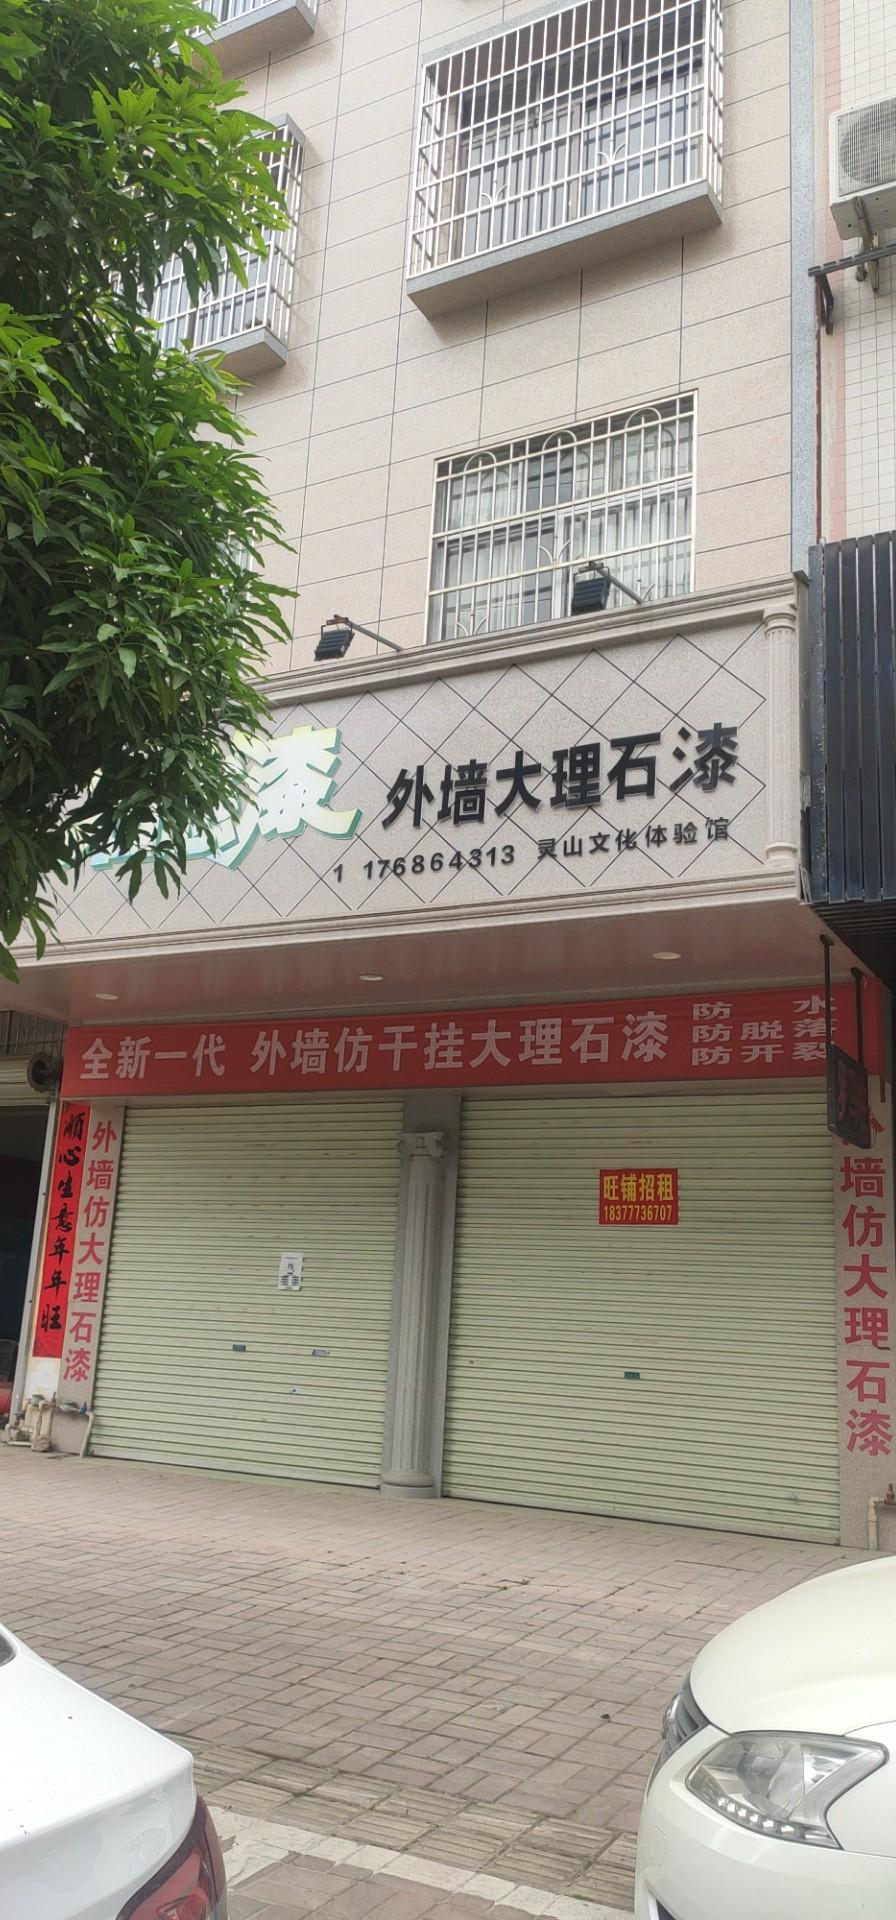 漆
外墙大理石漆
1 176864313 灵山文化体验馆
全新一代 外墙仿干挂大理石漆
防水
防脱落
防开裂
顺心生意年年旺
外墙仿大理石漆
旺铺招租
18377736707
外墙仿大理石漆